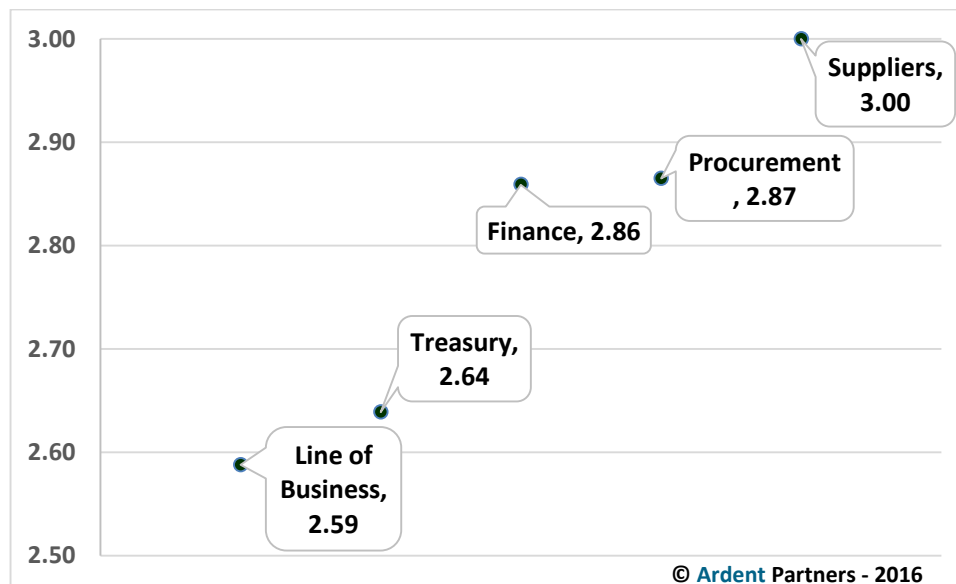 3.00
2.90
2.80
2.70
2.60
2.50
Suppliers,
3.00
Procurement
, 2.87
Finance, 2.86
Treasury,
2.64
Line of
Business,
2.59
© Ardent Partners - 2016